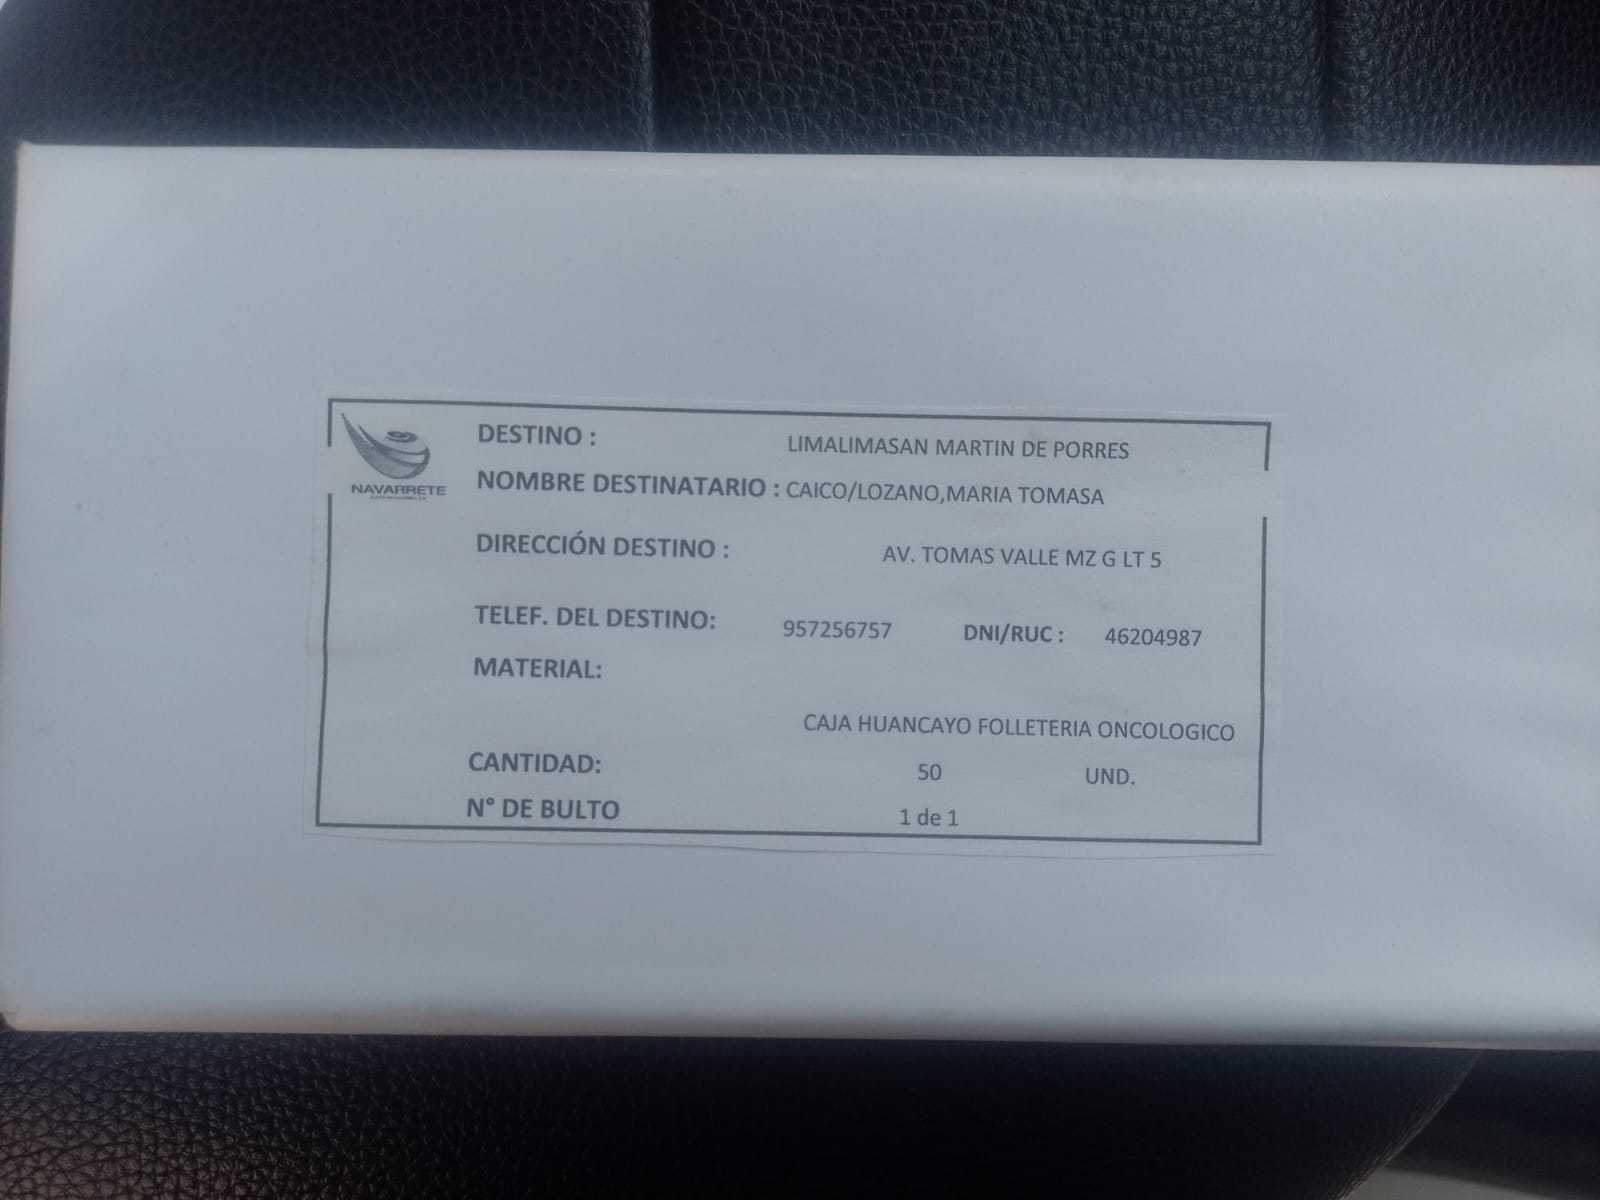 DESTINO : LIMALIMASAN MARTIN DE PORRES
NAVARRETE
NOMBRE DESTINATARIO : CAICO/LOZANO,MARIA TOMASA
DIRECCIÓN DESTINO : AV. TOMAS VALLE MZ G LT 5
TELEF. DEL DESTINO: 957256757 DNI/RUC : 46204987
MATERIAL:
CAJA HUANCAYO FOLLETERIA ONCOLOGICO
CANTIDAD: 50 UND.
N° DE BULTO 1 de 1